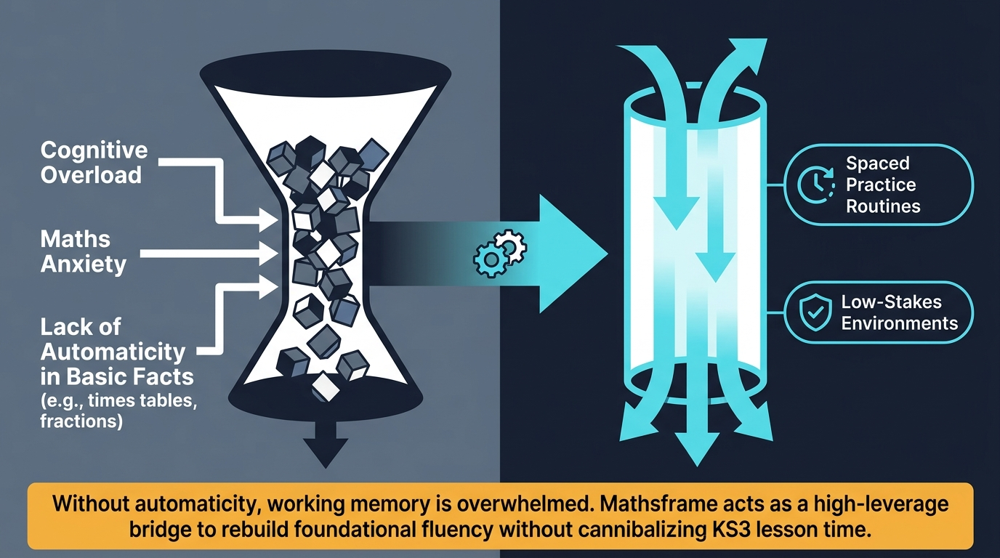 Cognitive
Overload
Maths
Anxiety
Lack of
Automaticity
in Basic Facts
(e.g., times tables,
fractions)
Spaced
Practice
Routines
Low-Stakes
Environments
Without automaticity, working memory is overwhelmed. Mathsframe acts as a high-leverage
bridge to rebuild foundational fluency without cannibalizing KS3 lesson time.